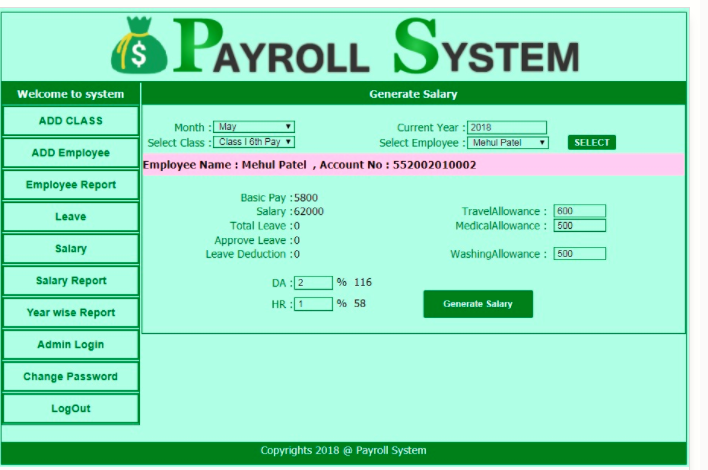 PAYROLL SYSTEM
Welcome to system
Generate Salary
ADD CLASS
ADD Employee
Employee Report
Leave
Salary
Salary Report
Year wise Report
Admin Login
Change Password
LogOut
Month : May Current Year : 2018
Select Class : Class I 6th Pay Select Employee : Mehul Patel SELECT
Employee Name : Mehul Patel , Account No : 552002010002
Basic Pay :5800
Salary :62000 TravelAllowance : 600
Total Leave :0 MedicalAllowance : 500
Approve Leave :0
Leave Deduction :0 WashingAllowance : 500
DA : 2 % 116
HR : 1 % 58 Generate Salary
Copyrights 2018 @ Payroll System